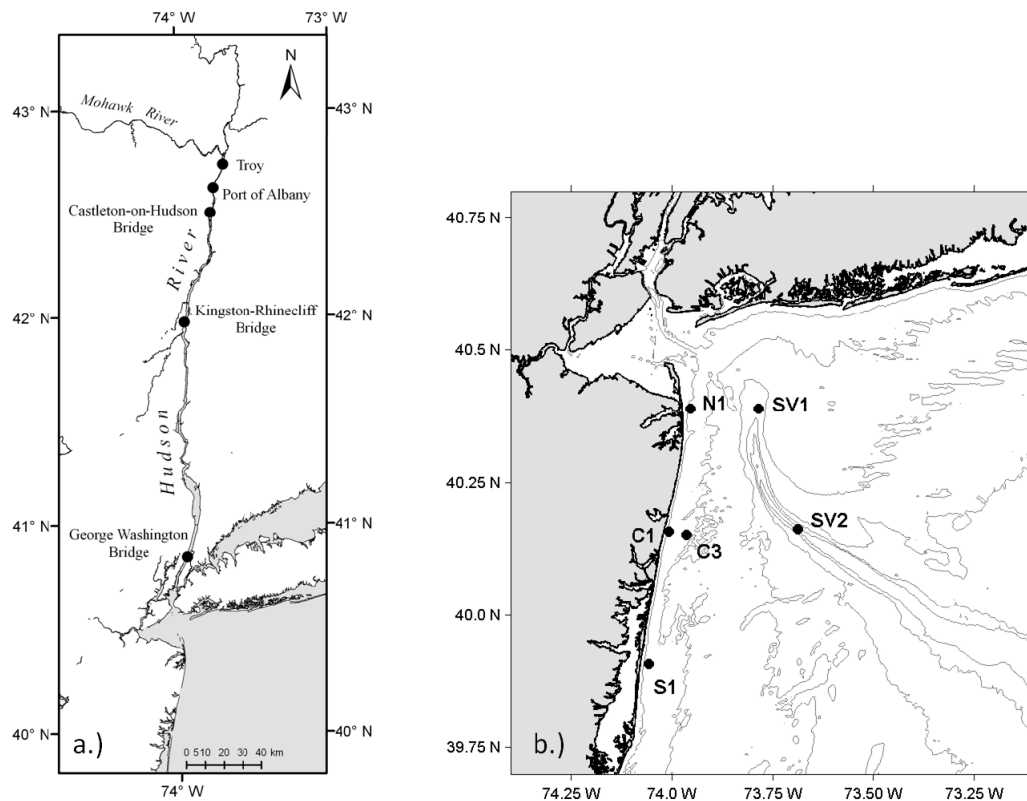 74° W
73° W
N
43° N
43° N
Mohawk River
Troy
Port of Albany
Castleton-on-Hudson
Bridge
River
Kingston-Rhinecliff
Bridge
42° N
42° N
Hudson
41° N
41° N
George Washington
Bridge
40° N
40° N
a.)
0 5 10 20 30 40 km
74° W
40.75 N
40.5 N
N1
SV1
40.25 N
SV2
C1
C3
40.0 N
S1
39.75 N
b.)
74.25 W
74.0 W
73.75 W
73.50 W
73.25 W